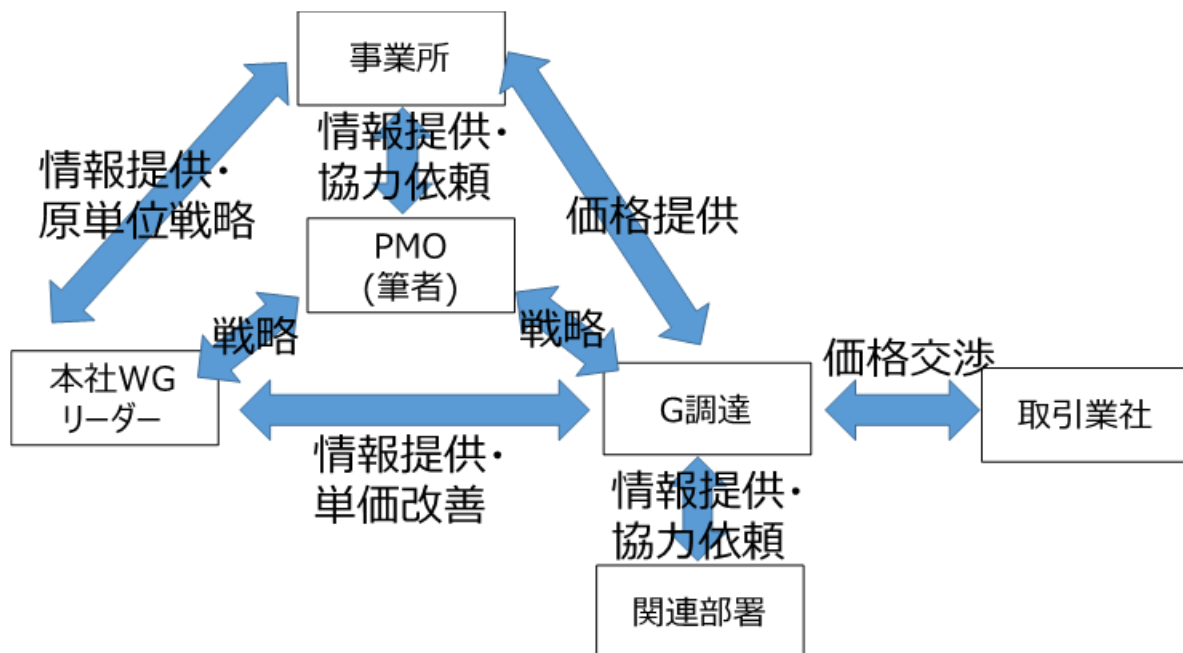 事業所
情報提供・
協力依頼
情報提供・
原単位戦略
価格提供
PMO
(筆者)
戦略
戦略
本社WG
リーダー
価格交渉
G調達
取引業社
情報提供・
単価改善
情報提供・
協力依頼
関連部署